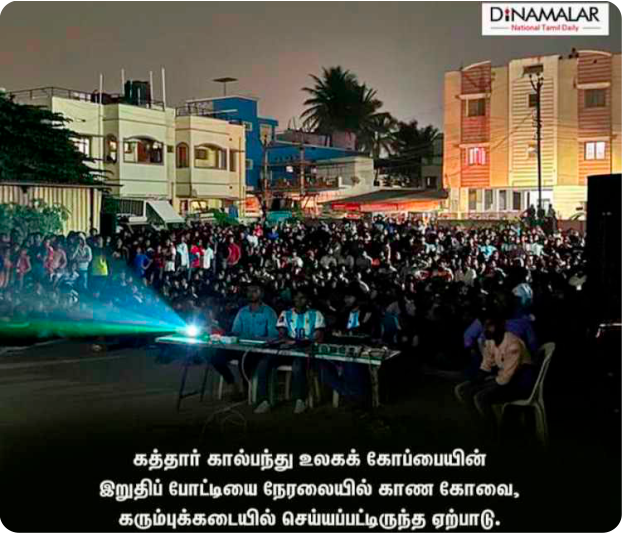 DiNAMALAR
National Tamil Daily
கத்தார் கால்பந்து உலகக் கோப்பையின்
இறுதிப் போட்டியை நேரலையில் காண கோவை,
கரும்புக்கடையில் செய்யப்பட்டிருந்த ஏற்பாடு.